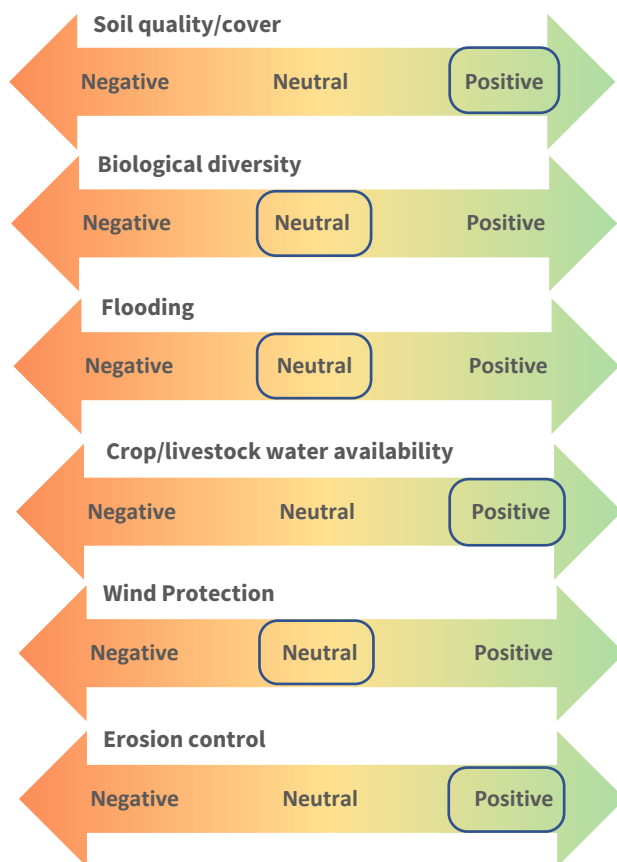 Soil quality/cover
Negative Neutral Positive
Biological diversity
Negative Neutral Positive
Flooding
Negative Neutral Positive
Crop/livestock water availability
Negative Neutral Positive
Wind Protection
Negative Neutral Positive
Erosion control
Negative Neutral Positive